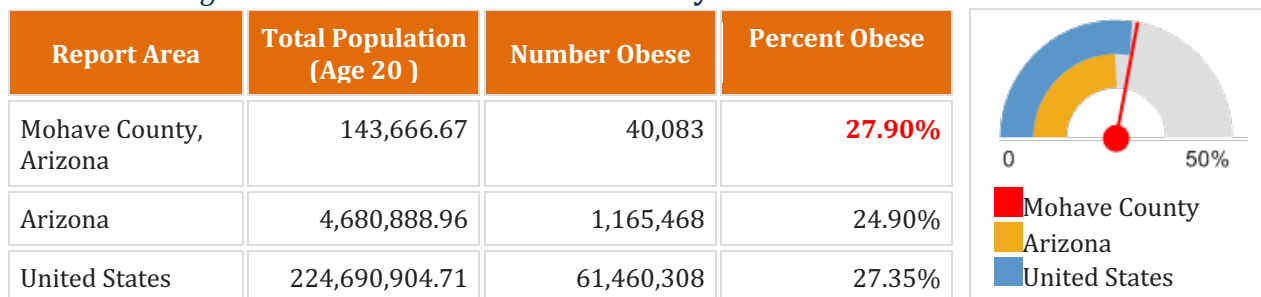 Report Area
Total Population
(Age 20 )
Number Obese
Percent Obese
Mohave County,
Arizona
143,666.67
40,083
27.90%
Arizona
4,680,888.96
1,165,468
24.90%
United States
224,690,904.71
61,460,308
27.35%
0
50%
Mohave County
Arizona
United States